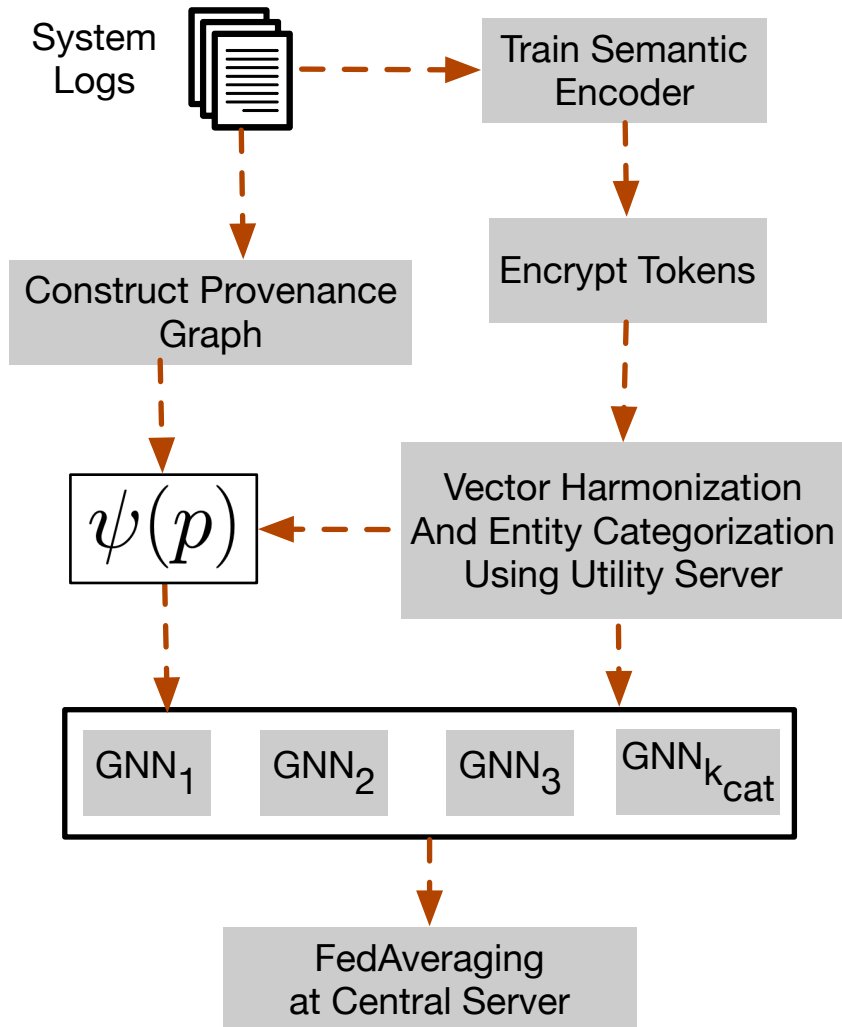 System
Logs
Train Semantic
Encoder
Construct Provenance
Graph
Encrypt Tokens
ψ(p)
Vector Harmonization
And Entity Categorization
Using Utility Server
GNN₁
GNN₂
GNN₃
GNN_k_cat
FedAveraging
at Central Server